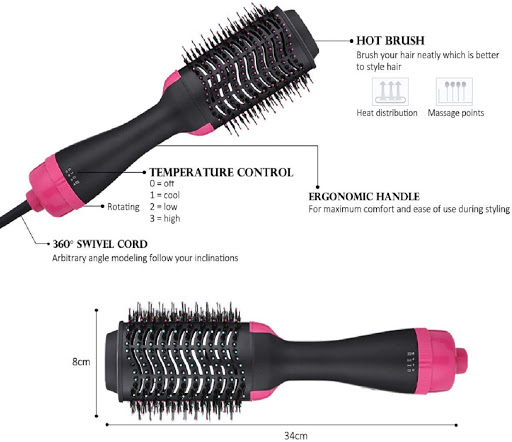 HOT BRUSH
Brush your hair neatly which is better
to style hair
Heat distribution
Massage points
TEMPERATURE CONTROL
0 = off
1 = cool
2 = low
3 = high
Rotating
ERGONOMIC HANDLE
For maximum comfort and ease of use during styling
360° SWIVEL CORD
Arbitrary angle modeling follow your inclinations
8cm
34cm